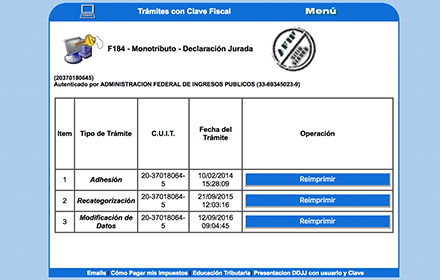 Trámites con Clave Fiscal
Menú
F184 - Monotributo - Declaración Jurada
AFIP
(20370180645)
Autenticado por ADMINISTRACION FEDERAL DE INGRESOS PUBLICOS (33-69345023-9)
Item Tipo de Trámite C.U.I.T. Fecha del Trámite Operación
1 Adhesión 20-37018064-5 10/02/2014 15:28:09 Reimprimir
2 Recategorización 20-37018064-5 21/09/2015 12:03:16 Reimprimir
3 Modificación de Datos 20-37018064-5 12/09/2016 09:04:45 Reimprimir
Emails | Cómo Pagar mis Impuestos | Educación Tributaria | Presentacion DDJJ con usuario y Clave